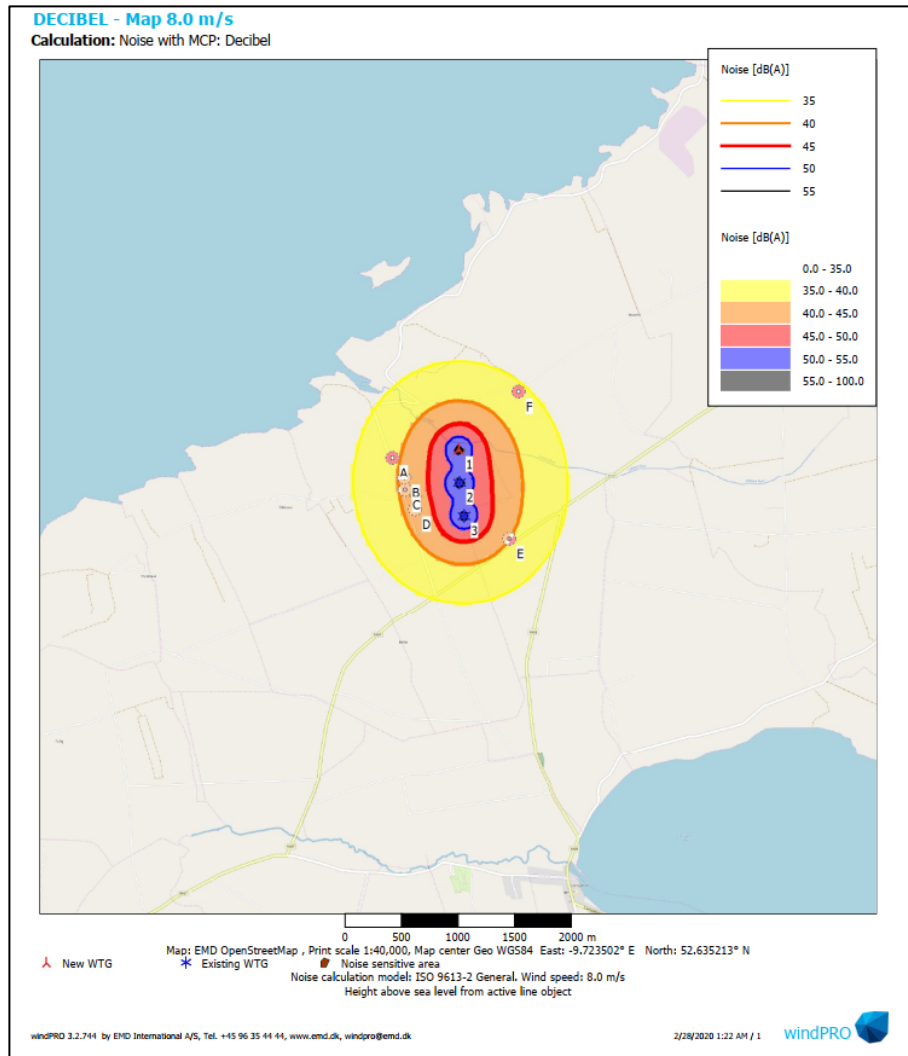 DECIBEL - Map 8.0 m/s
Calculation: Noise with MCP: Decibel
Noise [dB(A)]
35
40
45
50
55
Noise [dB(A)]
0.0 - 35.0
35.0 - 40.0
40.0 - 45.0
45.0 - 50.0
50.0 - 55.0
55.0 - 100.0
F
A
1
B
2
C
D
3
E
0 500 1000 1500 2000 m
Map: EMD OpenStreetMap , Print scale 1:40,000, Map center Geo WGS84 East: -9.723502° E North: 52.635213° N
New WTG Existing WTG Noise sensitive area
Noise calculation model: ISO 9613-2 General. Wind speed: 8.0 m/s
Height above sea level from active line object
windPRO 3.2.744 by EMD International A/S, Tel. +45 96 35 44 44, www.emd.dk, windpro@emd.dk
2/28/2020 1:22 AM / 1
windPRO